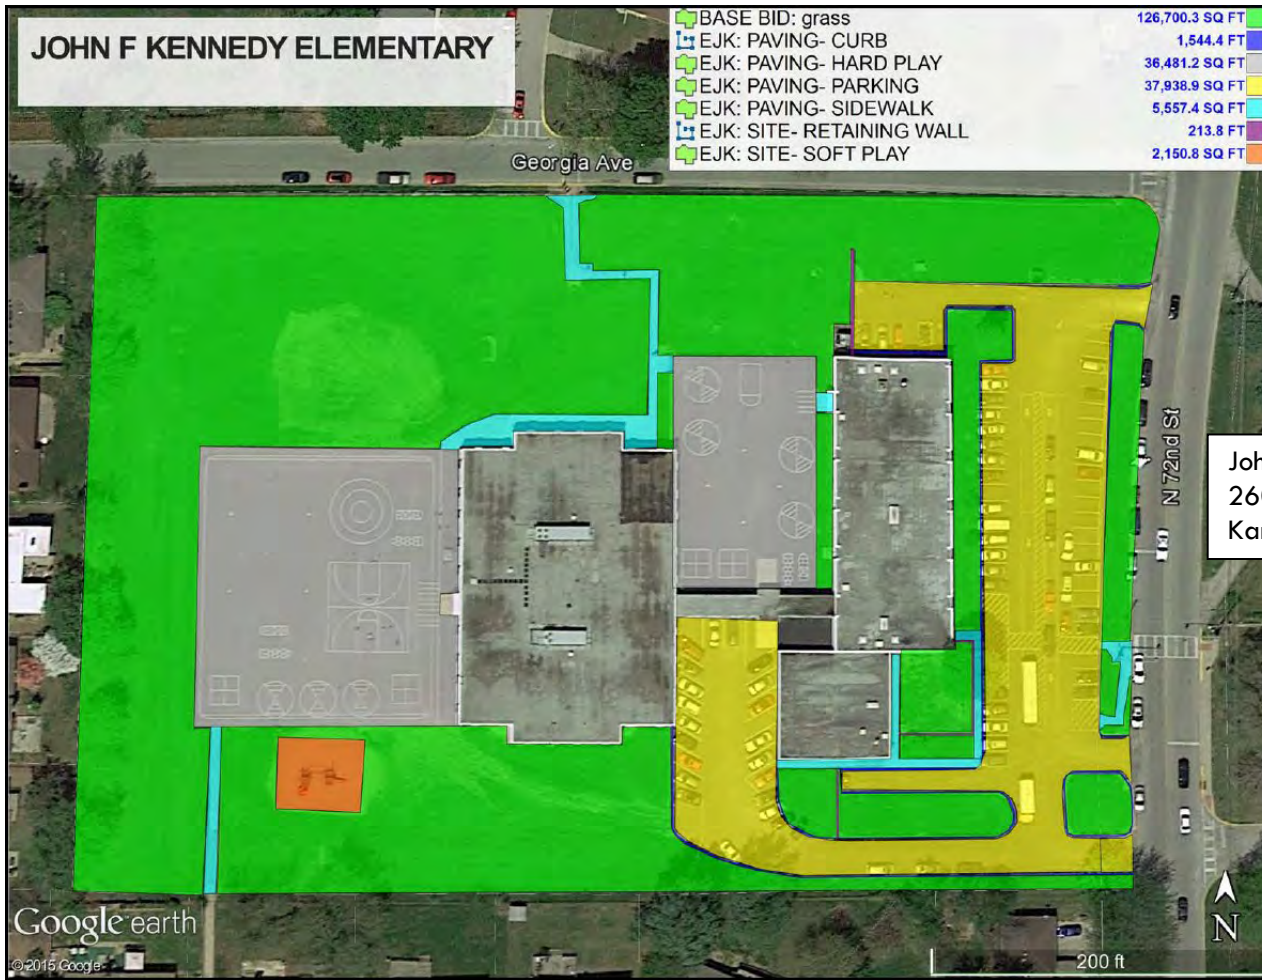 JOHN F KENNEDY ELEMENTARY
BASE BID: grass 126,700.3 SQ FT
EJK: PAVING- CURB 1,544.4 FT
EJK: PAVING- HARD PLAY 36,481.2 SQ FT
EJK: PAVING- PARKING 37,938.9 SQ FT
EJK: PAVING- SIDEWALK 5,557.4 SQ FT
EJK: SITE- RETAINING WALL 213.8 FT
EJK: SITE- SOFT PLAY 2,150.8 SQ FT
Georgia Ave
N 72nd St
Joh
260
Kar
Google earth
© 2015 Google
N
200 ft